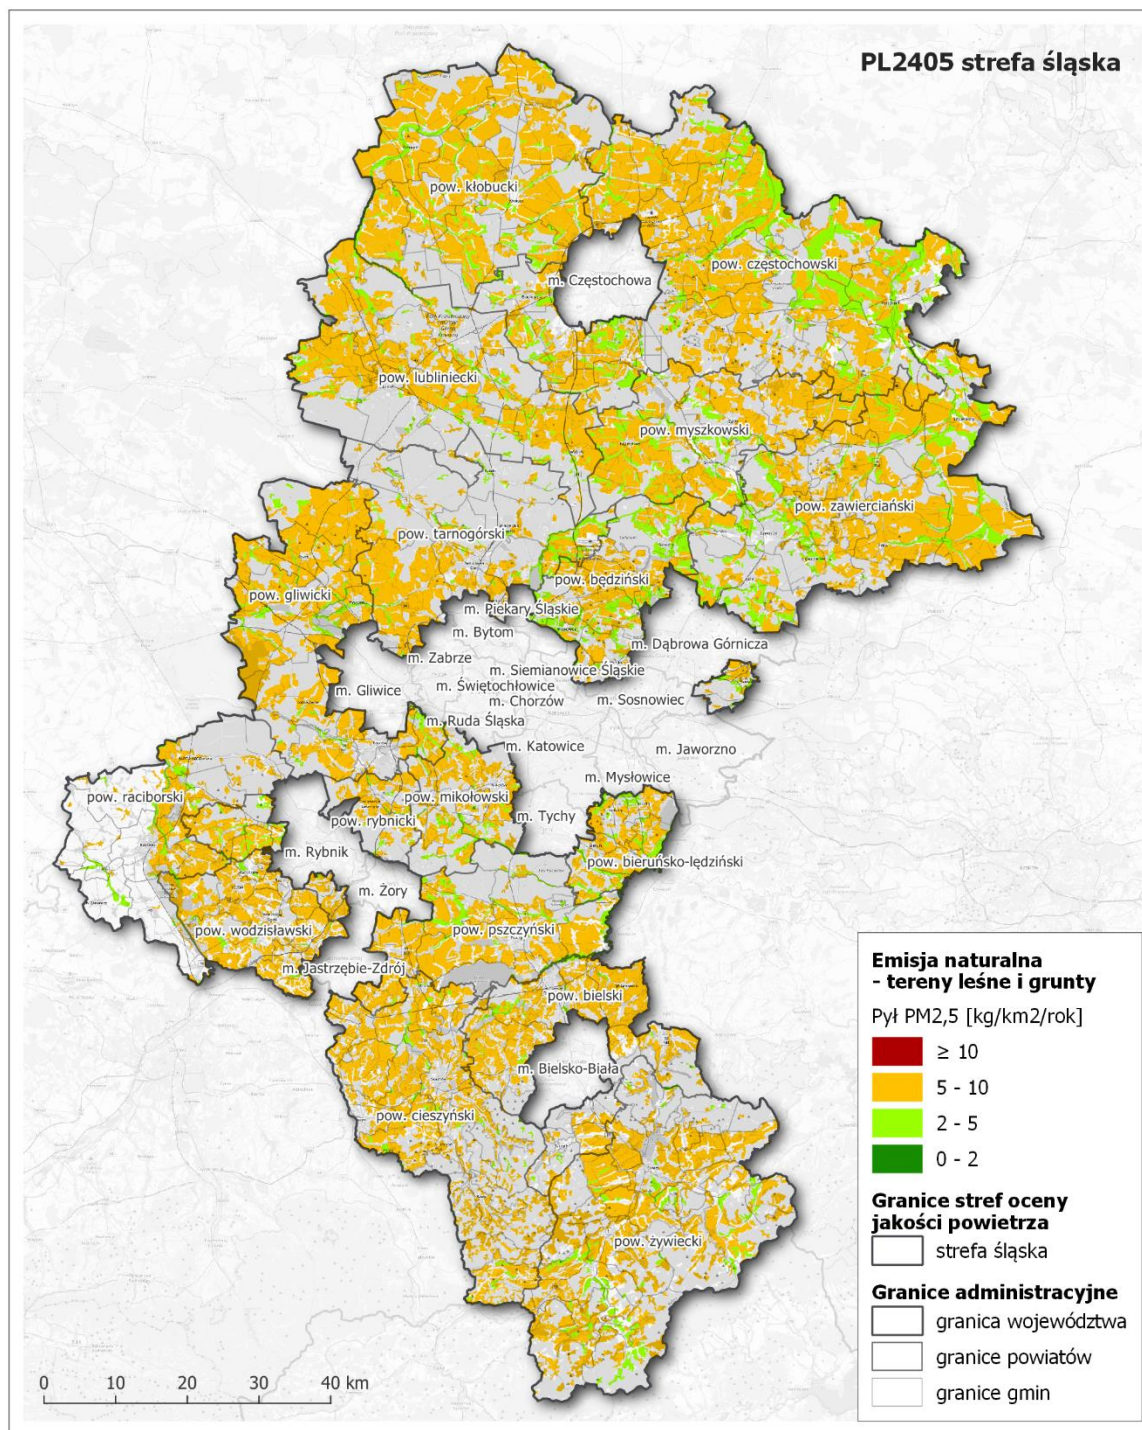 PL2405 strefa śląska
pow. kłobucki
pow. częstochowski
m. Częstochowa
pow. lubliniecki
pow. myszkowski
pow. zawierciański
pow. tarnogórski
pow. będziński
pow. gliwicki
m. Piekary Śląskie
m. Bytom
m. Dąbrowa Górnicza
m. Zabrze
m. Siemianowice Śląskie
m. Świętochłowice
m. Gliwice
m. Chorzów
m. Sosnowiec
m. Ruda Śląska
m. Katowice
m. Jaworzno
m. Mysłowice
pow. raciborski
pow. mikołowski
m. Tychy
pow. rybnicki
m. Rybnik
pow. bieruńsko-lędziński
m. Żory
pow. wodzisławski
pow. pszczyński
m. Jastrzębie-Zdrój
pow. bielski
m. Bielsko-Biała
pow. cieszyński
pow. żywiecki
Emisja naturalna
- tereny leśne i grunty
Pył PM2,5 [kg/km2/rok]
≥ 10
5 - 10
2 - 5
0 - 2
Granice stref oceny
jakości powietrza
strefa śląska
Granice administracyjne
granica województwa
granice powiatów
granice gmin
0 10 20 30 40 km